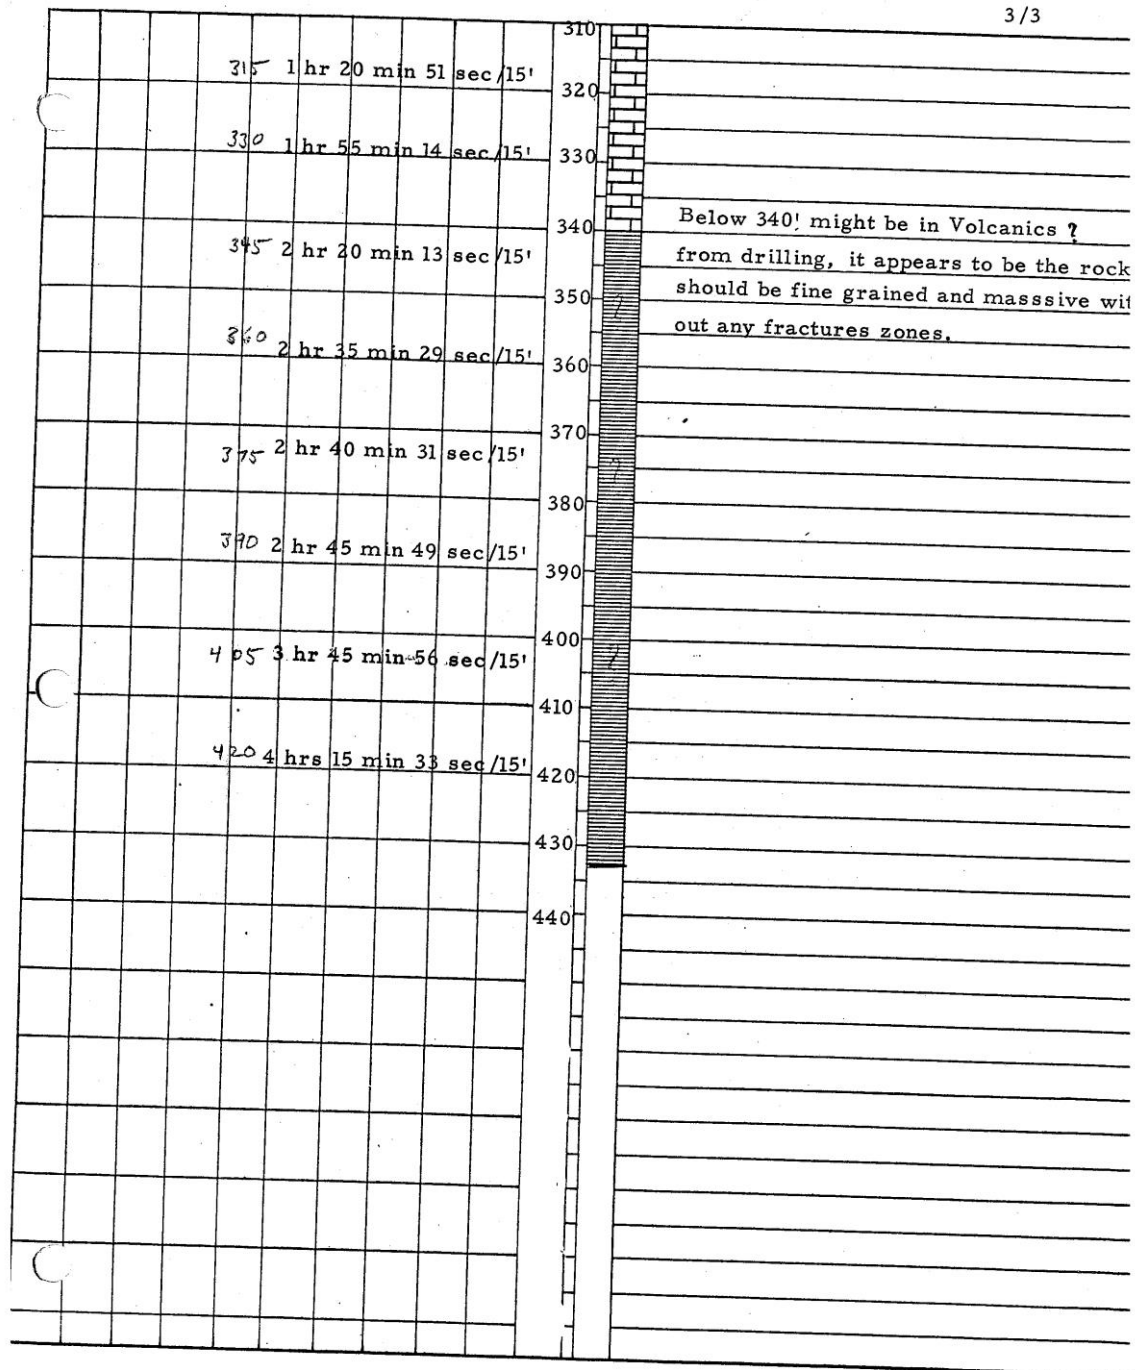 3/3
310
315 1 hr 20 min 51 sec/15'
320
330 1 hr 55 min 14 sec/15'
330
340
Below 340' might be in Volcanics ?
345 2 hr 20 min 13 sec/15'
from drilling, it appears to be the rock
should be fine grained and masssive wit
350
?
out any fractures zones.
360 2 hr 35 min 29 sec/15'
360
370
375 2 hr 40 min 31 sec/15'
?
380
390 2 hr 45 min 49 sec/15'
390
400
405 3 hr 45 min 56 sec/15'
?
410
420 4 hrs 15 min 33 sec/15'
420
430
440